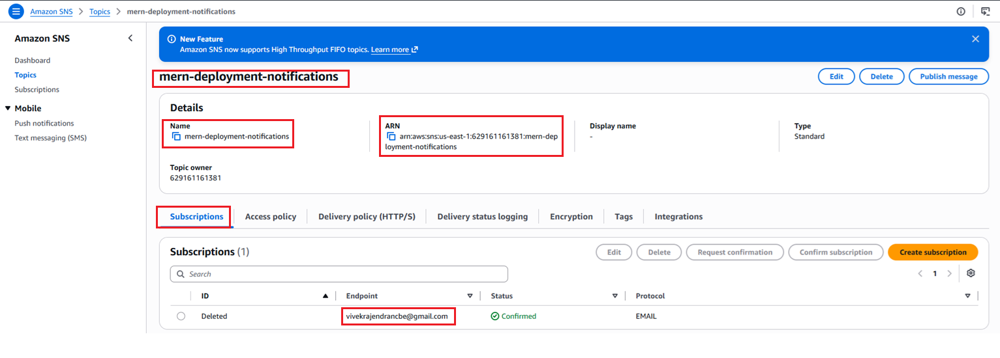 Amazon SNS > Topics > mern-deployment-notifications
Amazon SNS
Dashboard
Topics
Subscriptions
Mobile
Push notifications
Text messaging (SMS)
New Feature
Amazon SNS now supports High Throughput FIFO topics. Learn more
mern-deployment-notifications
Edit Delete Publish message
Details
Name
mern-deployment-notifications
ARN
arn:aws:sns:us-east-1:629161161381:mern-dep
loyment-notifications
Display name
-
Type
Standard
Topic owner
629161161381
Subscriptions Access policy Delivery policy (HTTP/S) Delivery status logging Encryption Tags Integrations
Subscriptions (1)
Edit Delete Request confirmation Confirm subscription Create subscription
Search
1
ID Endpoint Status Protocol
Deleted vivekrajendrancbe@gmail.com Confirmed EMAIL